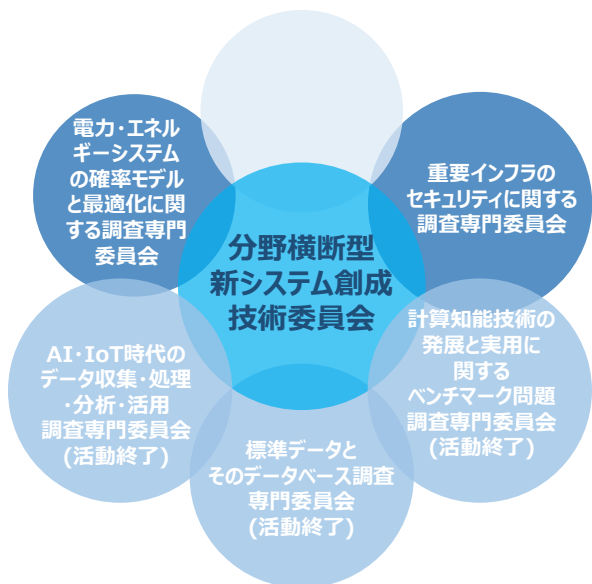 電力・エネル
ギーシステム
の確率モデル
と最適化に関
する調査専門
委員会
重要インフラの
セキュリティに関する
調査専門委員会
分野横断型
新システム創成
技術委員会
AI・IoT時代の
データ収集・処理
・分析・活用
調査専門委員会
(活動終了)
計算知能技術の
発展と実用に
関する
ベンチマーク問題
調査専門委員会
(活動終了)
標準データと
そのデータベース調査
専門委員会
(活動終了)